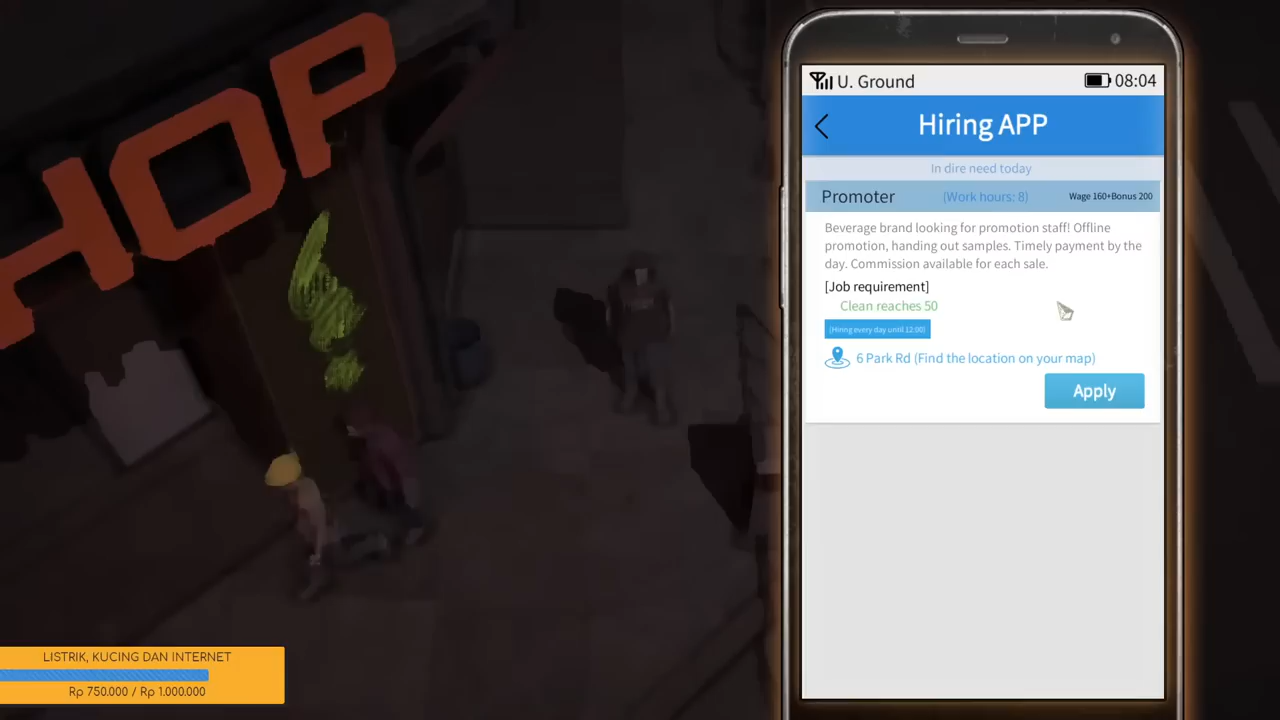 HOP
U. Ground
08:04
Hiring APP
In dire need today
Promoter (Work hours: 8) Wage 160+Bonus 200
Beverage brand looking for promotion staff! Offline
promotion, handing out samples. Timely payment by the
day. Commission available for each sale.
[Job requirement]
Clean reaches 50
(Hiring every day until 12:00)
6 Park Rd (Find the location on your map)
Apply
LISTRIK, KUCING DAN INTERNET
Rp 750.000 / Rp 1.000.000